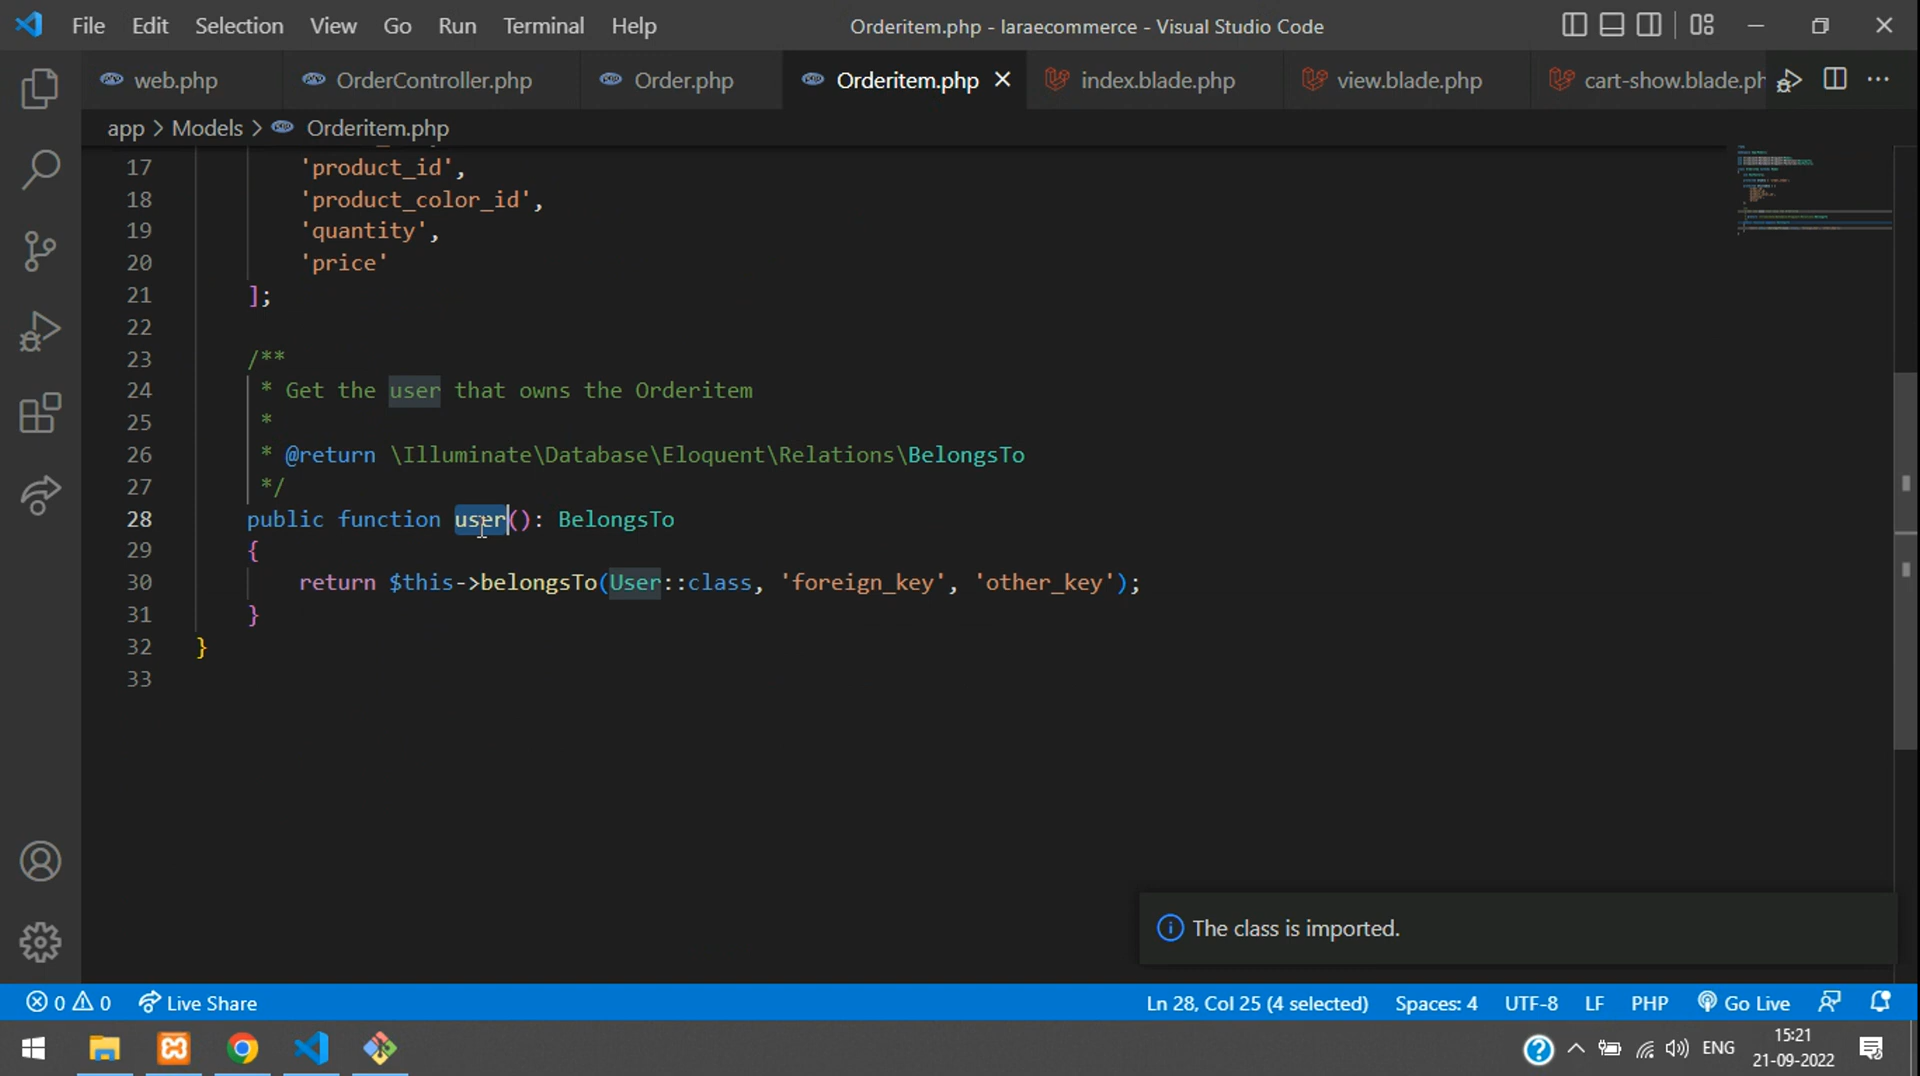 File Edit Selection View Go Run Terminal Help Orderitem.php - laraecommerce - Visual Studio Code
web.php OrderController.php Order.php Orderitem.php index.blade.php view.blade.php cart-show.blade.ph
app > Models > Orderitem.php
17 'product_id',
18 'product_color_id',
19 'quantity',
20 'price'
21 ];
22
23 /**
24 * Get the user that owns the Orderitem
25 *
26 * @return \Illuminate\Database\Eloquent\Relations\BelongsTo
27 */
28 public function user(): BelongsTo
29 {
30 return $this->belongsTo(User::class, 'foreign_key', 'other_key');
31 }
32 }
33
The class is imported.
0 0 Live Share Ln 28, Col 25 (4 selected) Spaces: 4 UTF-8 LF PHP Go Live
ENG 15:21
21-09-2022